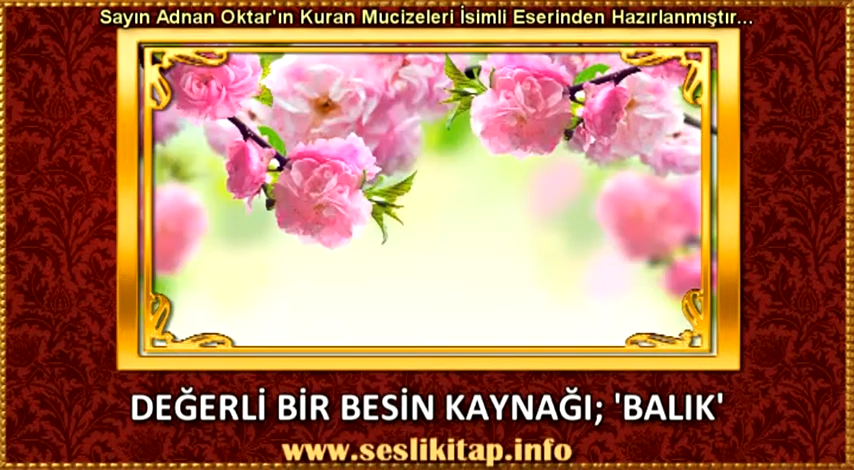 Sayın Adnan Oktar'ın Kuran Mucizeleri İsimli Eserinden Hazırlanmıştır...
DEĞERLİ BİR BESİN KAYNAĞI; 'BALIK'
www.seslikitap.info